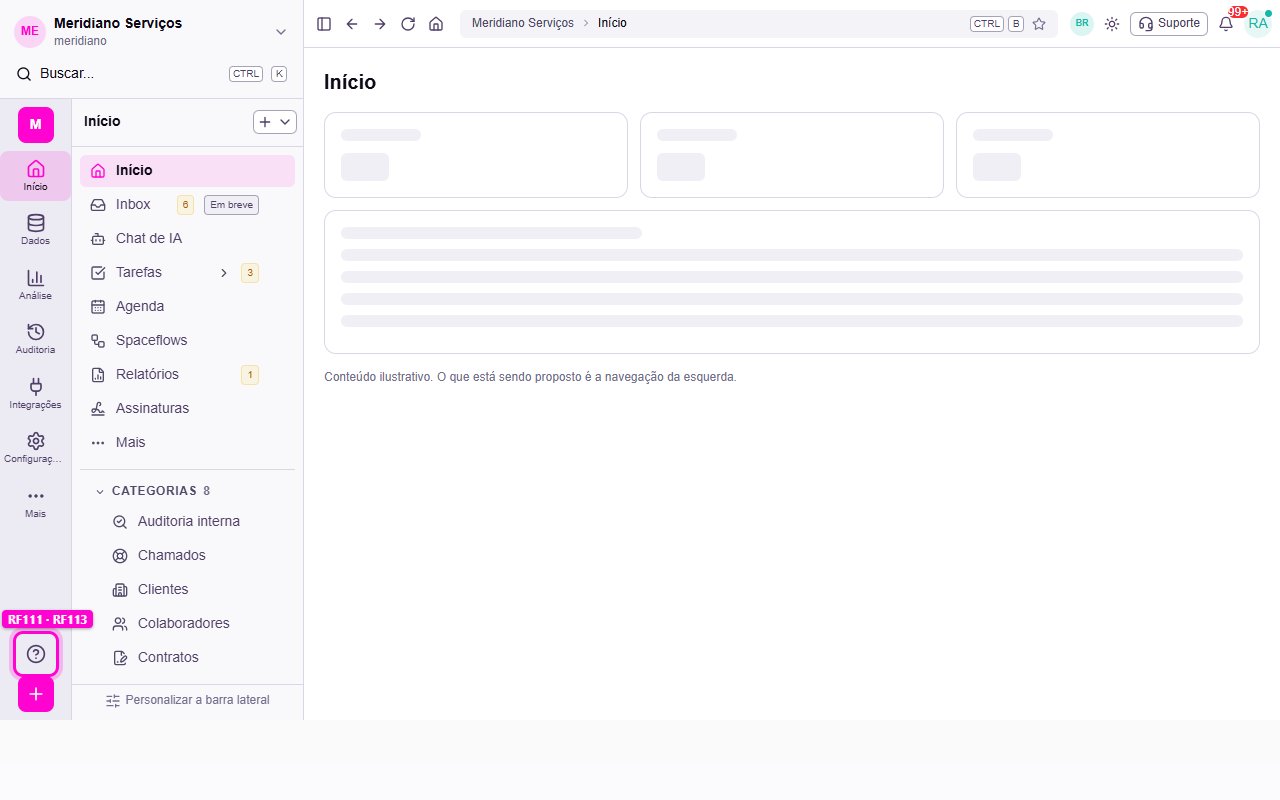 ME
Meridiano Serviços
meridiano
Buscar...
CTRL
K
Meridiano Serviços
Início
CTRL
B
BR
Suporte
99+
RA
M
Início
Dados
Análise
Auditoria
Integrações
Configuraç...
Mais
RF111 · RF113
Início
Início
Inbox
6
Em breve
Chat de IA
Tarefas
3
Agenda
Spaceflows
Relatórios
1
Assinaturas
Mais
CATEGORIAS 8
Auditoria interna
Chamados
Clientes
Colaboradores
Contratos
Personalizar a barra lateral
Início
Conteúdo ilustrativo. O que está sendo proposto é a navegação da esquerda.